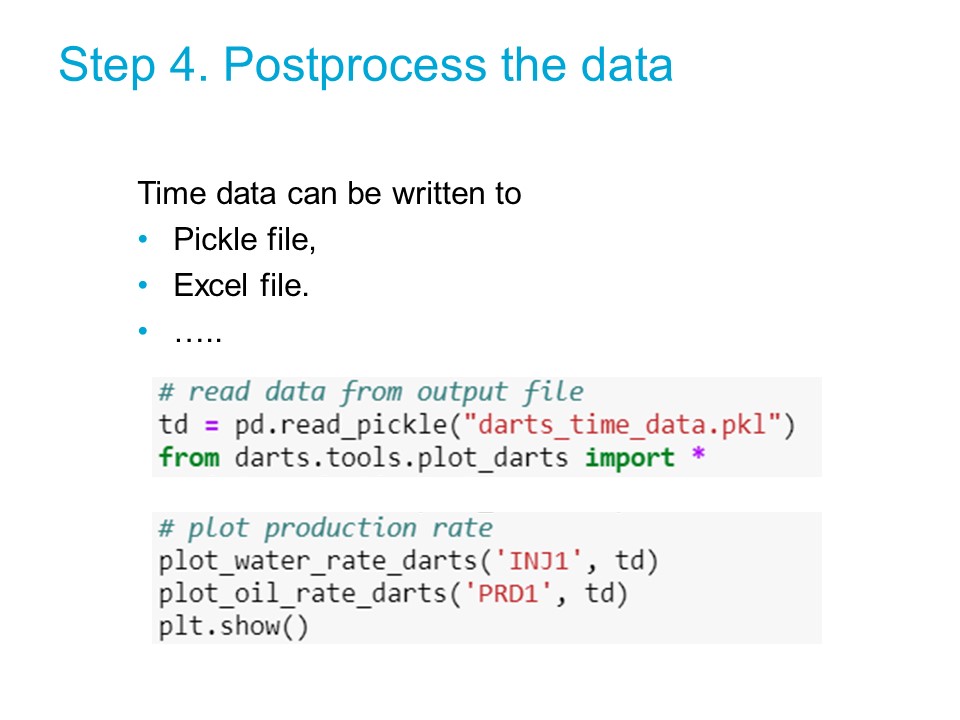 Step 4. Postprocess the data
Time data can be written to
• Pickle file,
• Excel file.
• …..
# read data from output file
td = pd.read_pickle("darts_time_data.pkl")
from darts.tools.plot_darts import *
# plot production rate
plot_water_rate_darts('INJ1', td)
plot_oil_rate_darts('PRD1', td)
plt.show()